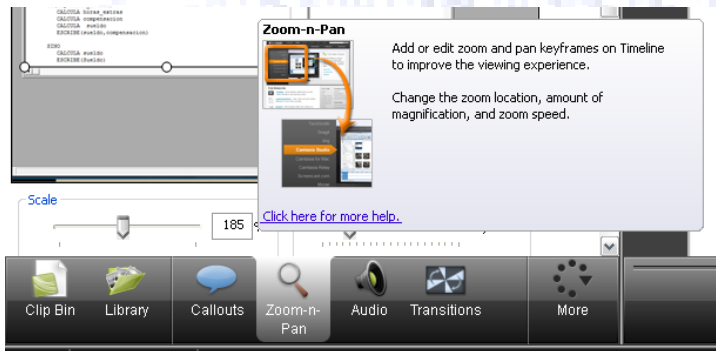 CALCULA horas_extras
CALCULA compensacion
CALCULA sueldo
ESCRIBE(sueldo,compensacion)
SINO
CALCULA sueldo
ESCRIBE(Sueldo)
Zoom-n-Pan
Add or edit zoom and pan keyframes on Timeline
to improve the viewing experience.
Change the zoom location, amount of
magnification, and zoom speed.
Camtasia Studio
Click here for more help.
Scale
185
Clip Bin
Library
Callouts
Zoom-n-
Pan
Audio
Transitions
More